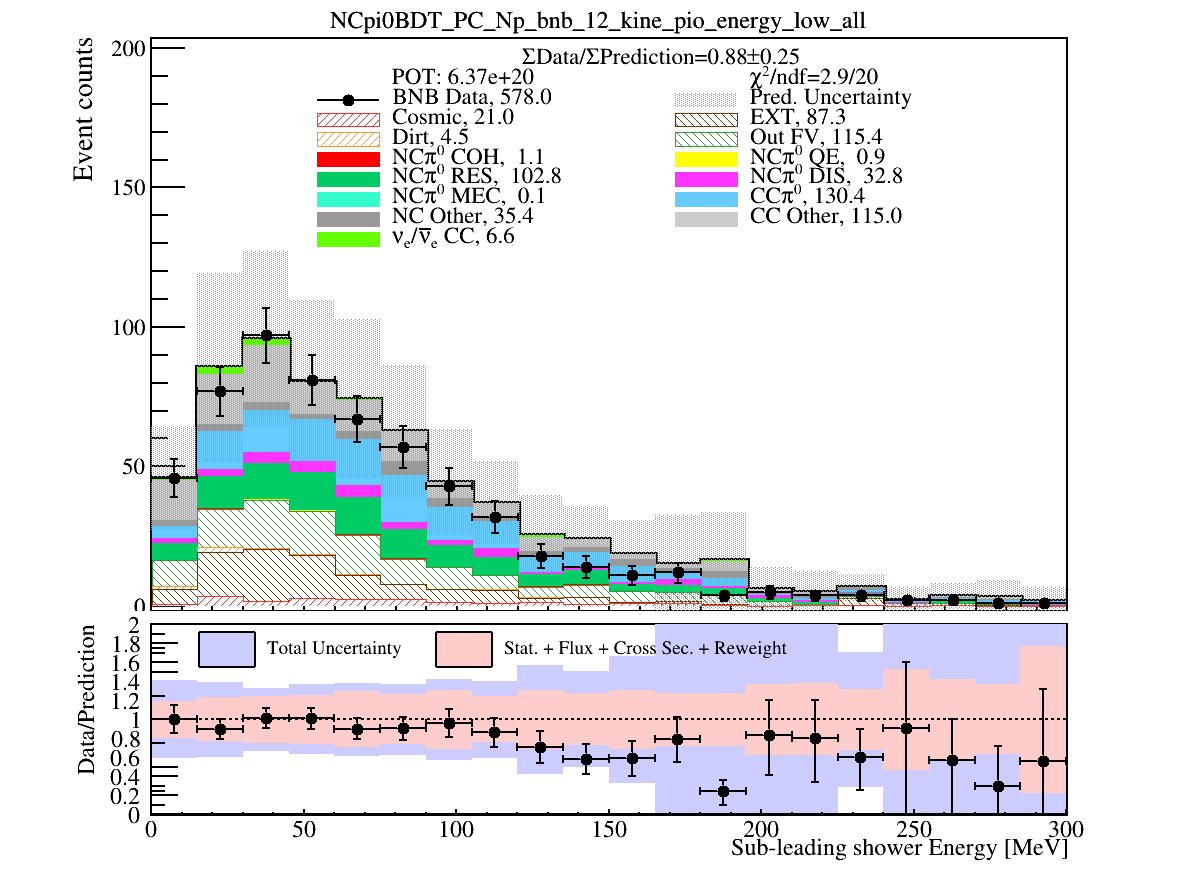 NCpi0BDT_PC_Np_bnb_12_kine_pio_energy_low_all
ΣData/ΣPrediction=0.88±0.25
POT: 6.37e+20
χ²/ndf=2.9/20
BNB Data, 578.0
Pred. Uncertainty
Cosmic, 21.0
EXT, 87.3
Dirt, 4.5
Out FV, 115.4
NCπ⁰ COH, 1.1
NCπ⁰ QE, 0.9
NCπ⁰ RES, 102.8
NCπ⁰ DIS, 32.8
NCπ⁰ MEC, 0.1
CCπ⁰, 130.4
NC Other, 35.4
CC Other, 115.0
νₑ/ν̅ₑ CC, 6.6
Event counts
200
150
100
50
0
Total Uncertainty
Stat. + Flux + Cross Sec. + Reweight
Data/Prediction
2
1.8
1.6
1.4
1.2
1
0.8
0.6
0.4
0.2
0
0 50 100 150 200 250 300
Sub-leading shower Energy [MeV]